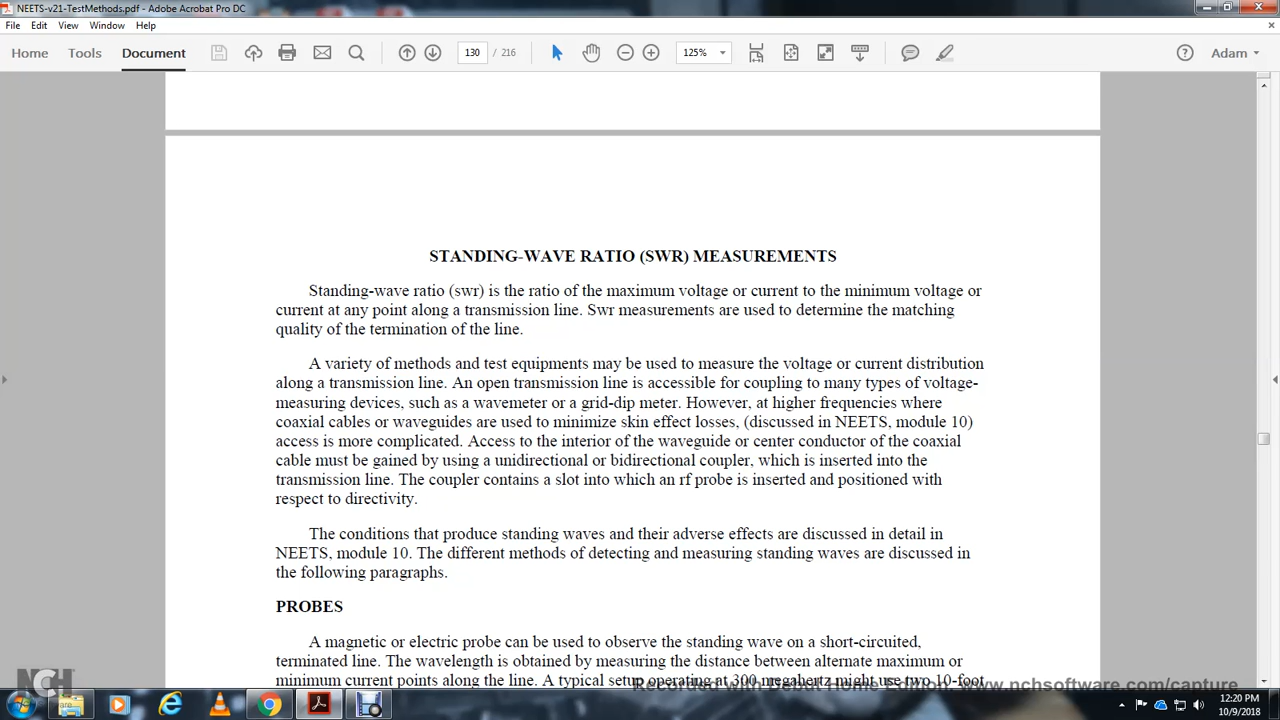 NEETS-v21-TestMethods.pdf - Adobe Acrobat Pro DC
File Edit View Window Help
Home Tools Document 130 / 216 125% Adam
STANDING-WAVE RATIO (SWR) MEASUREMENTS
Standing-wave ratio (swr) is the ratio of the maximum voltage or current to the minimum voltage or
current at any point along a transmission line. Swr measurements are used to determine the matching
quality of the termination of the line.
A variety of methods and test equipments may be used to measure the voltage or current distribution
along a transmission line. An open transmission line is accessible for coupling to many types of voltage-
measuring devices, such as a wavemeter or a grid-dip meter. However, at higher frequencies where
coaxial cables or waveguides are used to minimize skin effect losses, (discussed in NEETS, module 10)
access is more complicated. Access to the interior of the waveguide or center conductor of the coaxial
cable must be gained by using a unidirectional or bidirectional coupler, which is inserted into the
transmission line. The coupler contains a slot into which an rf probe is inserted and positioned with
respect to directivity.
The conditions that produce standing waves and their adverse effects are discussed in detail in
NEETS, module 10. The different methods of detecting and measuring standing waves are discussed in
the following paragraphs.
PROBES
A magnetic or electric probe can be used to observe the standing wave on a short-circuited,
terminated line. The wavelength is obtained by measuring the distance between alternate maximum or
minimum current points along the line. A typical setup operating at 300 megahertz might use two 10-foot
Recorded with Debut Home Edition www.nchsoftware.com/capture
NCH
12:20 PM
10/9/2018